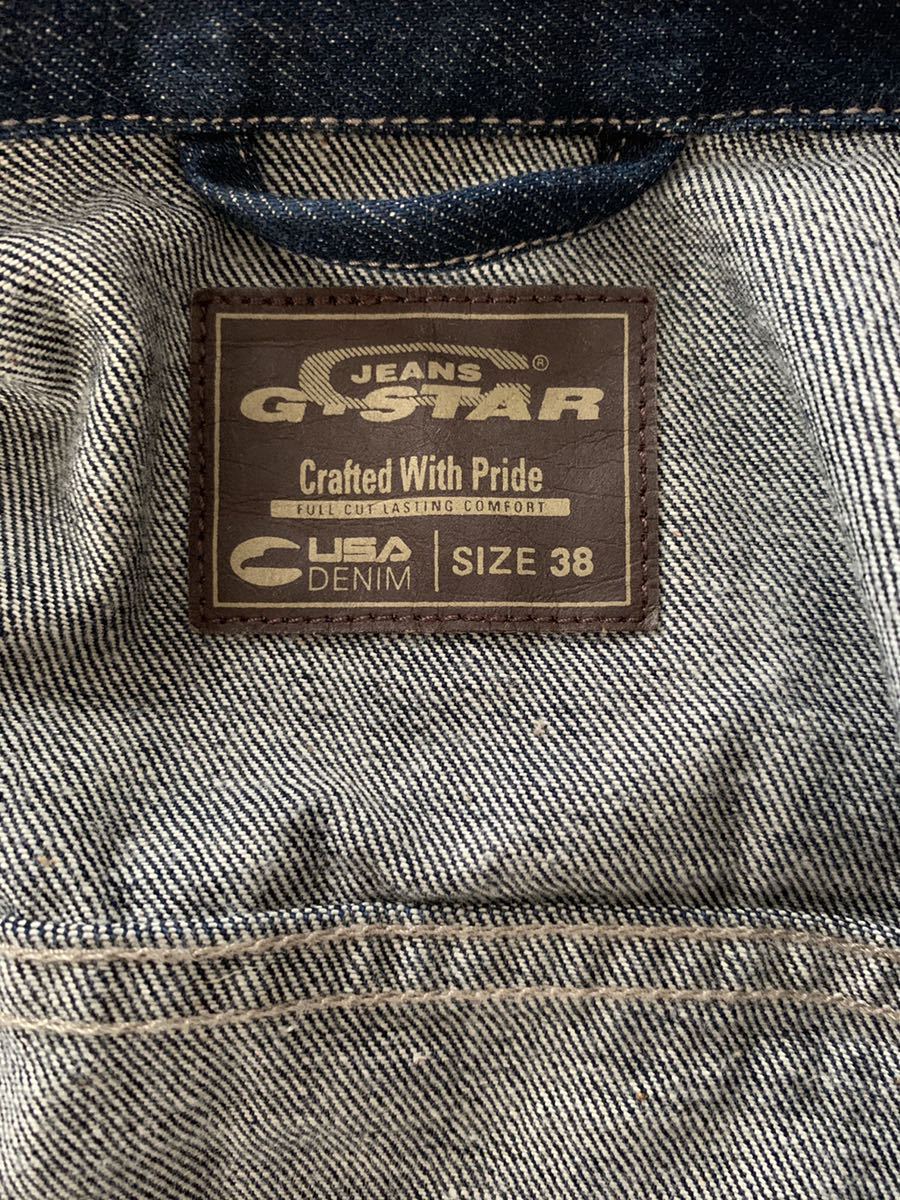 JEANS ®
G-STAR
Crafted With Pride
FULL CUT LASTING COMFORT
USA
DENIM
SIZE 38